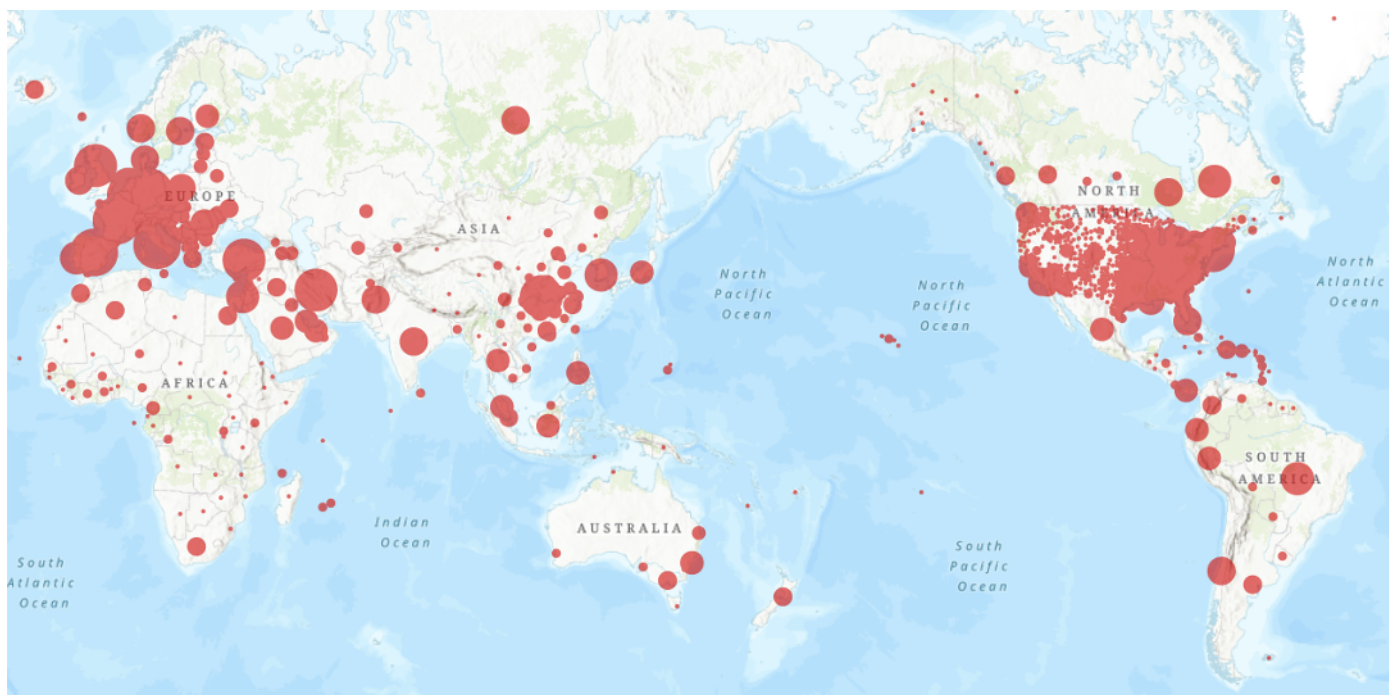 EUROPE
ASIA
NORTH
AMERICA
North
Pacific
Ocean
North
Pacific
Ocean
North
Atlantic
Ocean
AFRICA
SOUTH
AMERICA
Indian
Ocean
AUSTRALIA
South
Atlantic
Ocean
South
Pacific
Ocean